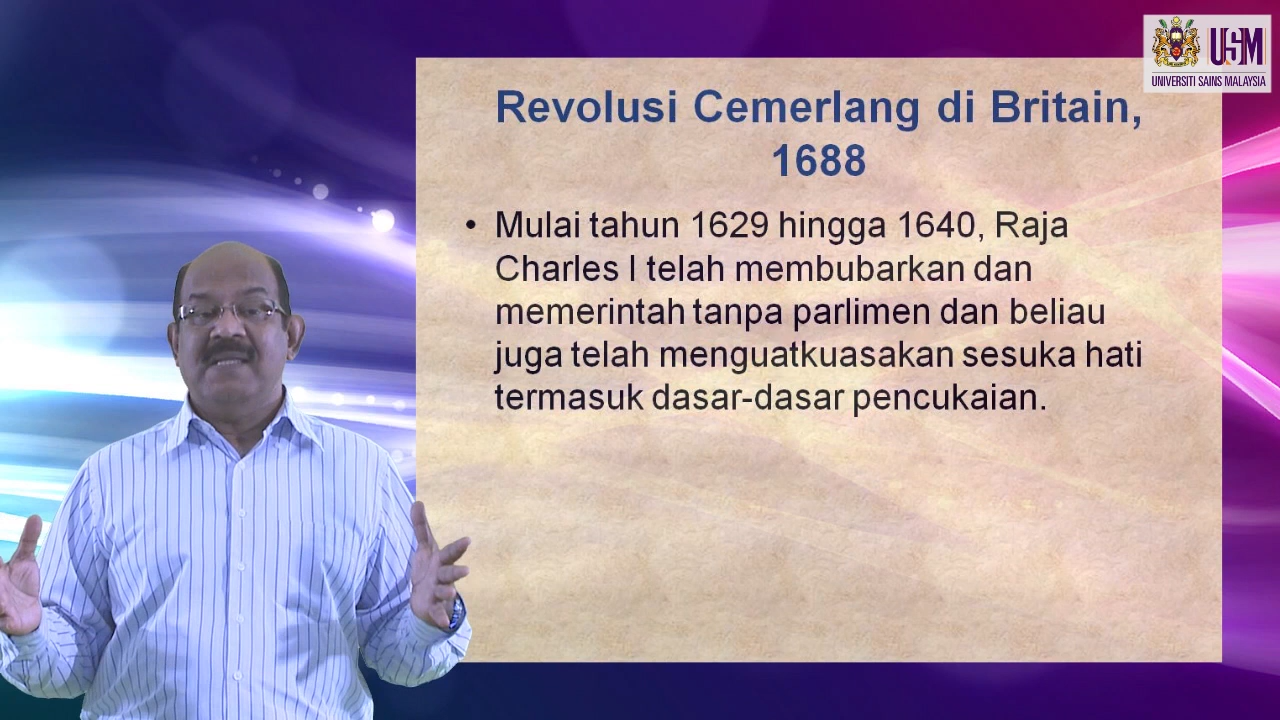 USM
UNIVERSITI SAINS MALAYSIA
Revolusi Cemerlang di Britain,
1688
• Mulai tahun 1629 hingga 1640, Raja
Charles I telah membubarkan dan
memerintah tanpa parlimen dan beliau
juga telah menguatkuasakan sesuka hati
termasuk dasar-dasar pencukaian.